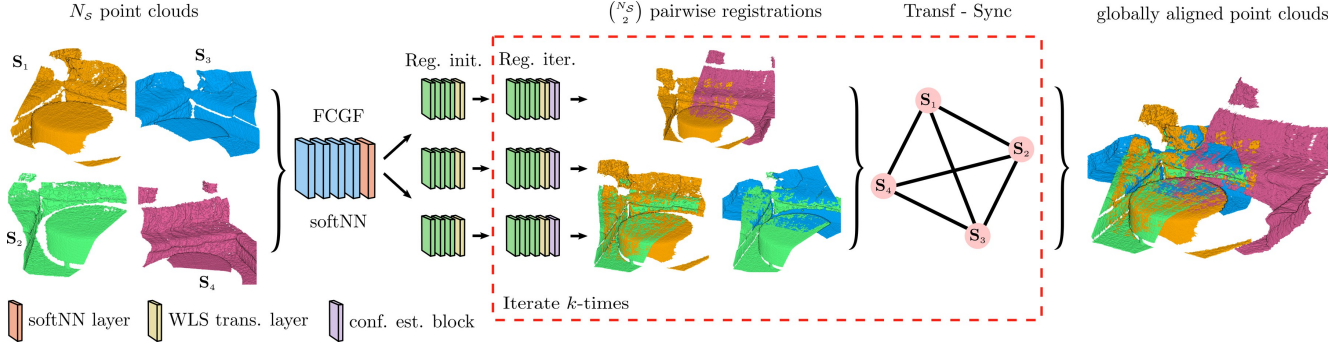 N_S point clouds
(N_S 2) pairwise registrations
Transf - Sync
globally aligned point clouds
S₁
S₃
S₂
S₄
FCGF
softNN
Reg. init.
Reg. iter.
S₁
S₂
S₄
S₃
Iterate k-times
softNN layer
WLS trans. layer
conf. est. block